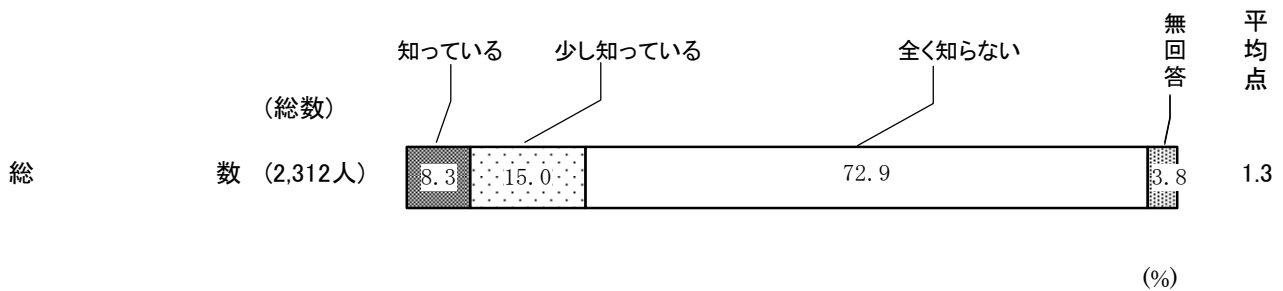 知っている 少し知っている 全く知らない 無回答 平均点
(総数)
総数 (2,312人) 8.3 15.0 72.9 3.8 1.3
(%)